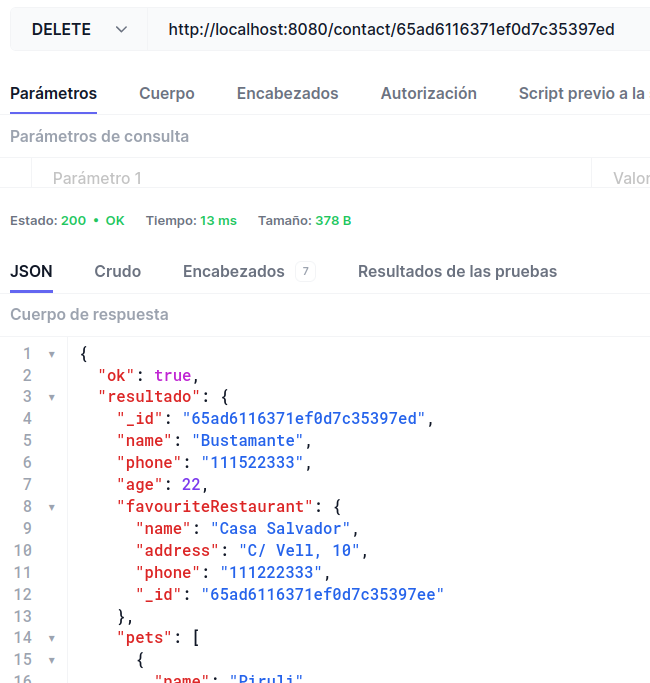 DELETE http://localhost:8080/contact/65ad6116371ef0d7c35397ed
Parámetros Cuerpo Encabezados Autorización Script previo a la
Parámetros de consulta
Parámetro 1 Valor
Estado: 200 • OK Tiempo: 13 ms Tamaño: 378 B
JSON Crudo Encabezados 7 Resultados de las pruebas
Cuerpo de respuesta
1 {
2 "ok": true,
3 "resultado": {
4 "_id": "65ad6116371ef0d7c35397ed",
5 "name": "Bustamante",
6 "phone": "111522333",
7 "age": 22,
8 "favouriteRestaurant": {
9 "name": "Casa Salvador",
10 "address": "C/ Vell, 10",
11 "phone": "111222333",
12 "_id": "65ad6116371ef0d7c35397ee"
13 },
14 "pets": [
15 {
16 "name": "Piruli"